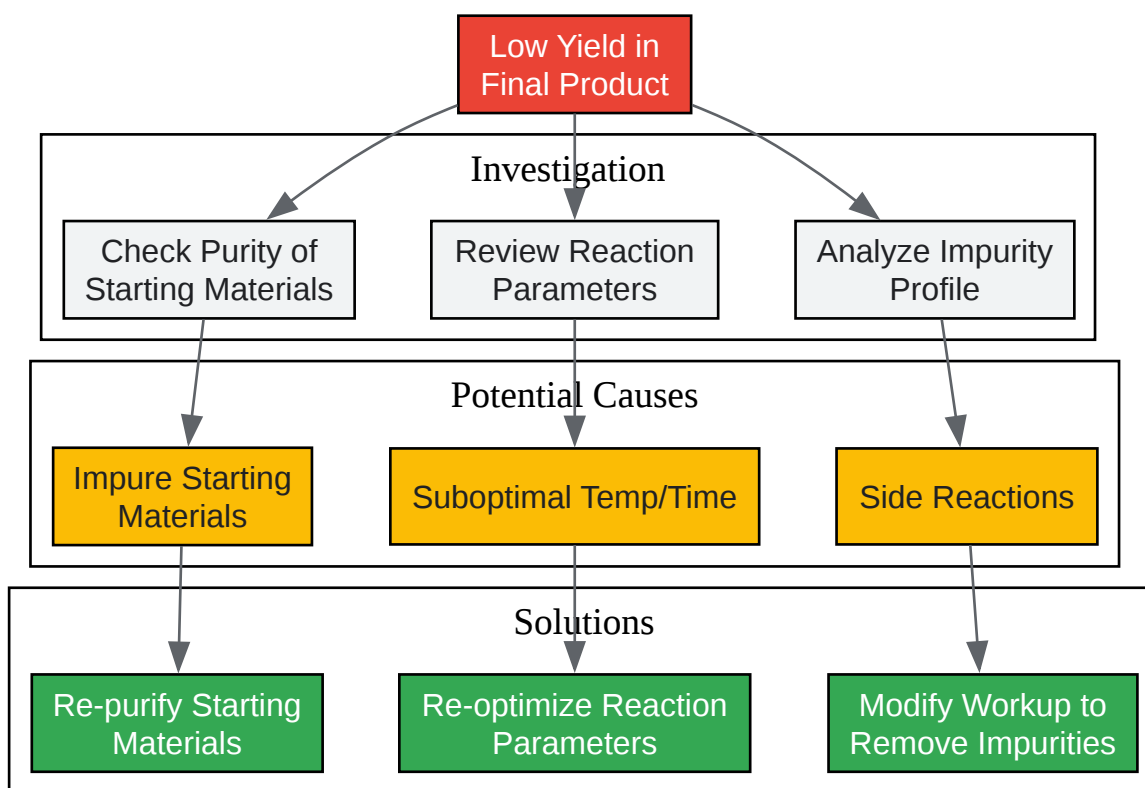 Low Yield in
Final Product
Investigation
Check Purity of
Starting Materials
Review Reaction
Parameters
Analyze Impurity
Profile
Potential Causes
Impure Starting
Materials
Suboptimal Temp/Time
Side Reactions
Solutions
Re-purify Starting
Materials
Re-optimize Reaction
Parameters
Modify Workup to
Remove Impurities